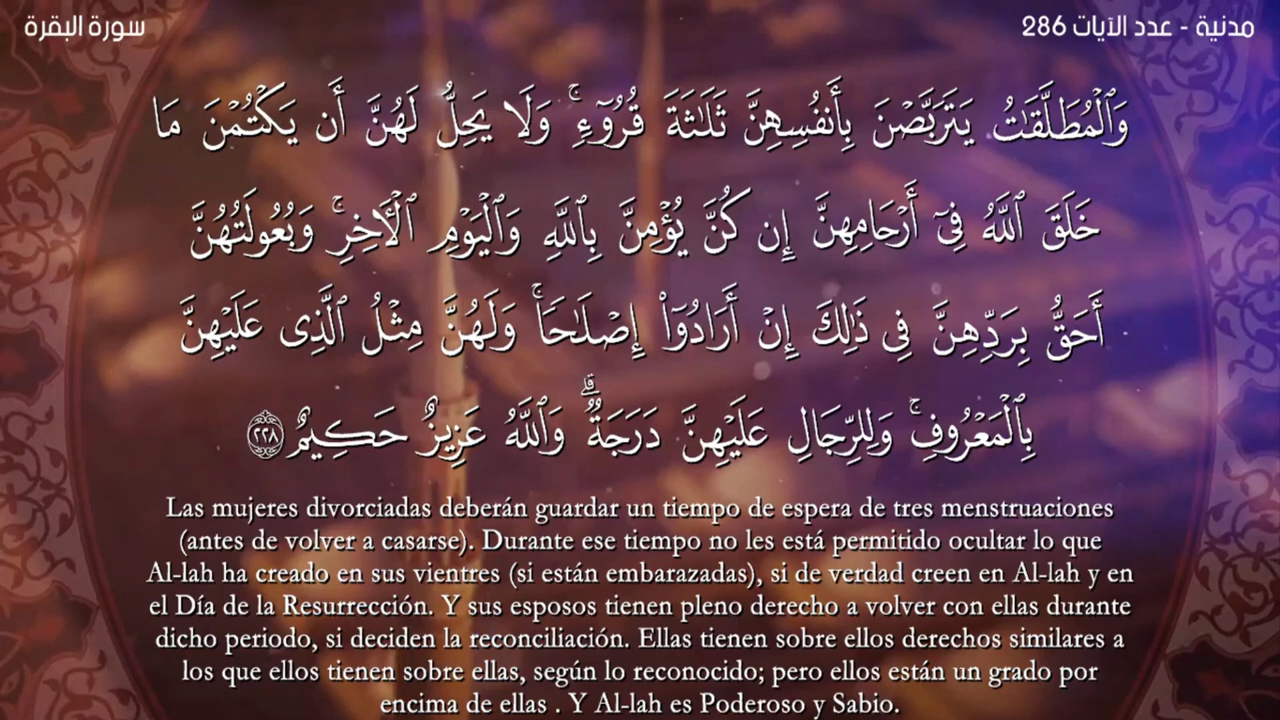 سورة البقرة
مدنية - عدد الآيات 286
وَٱلْمُطَلَّقَٰتُ يَتَرَبَّصْنَ بِأَنفُسِهِنَّ ثَلَٰثَةَ قُرُوٓءٍۚ وَلَا يَحِلُّ لَهُنَّ أَن يَكْتُمْنَ مَا
خَلَقَ ٱللَّهُ فِىٓ أَرْحَامِهِنَّ إِن كُنَّ يُؤْمِنَّ بِٱللَّهِ وَٱلْيَوْمِ ٱلْأَخِرِۚ وَبُعُولَتُهُنَّ
أَحَقُّ بِرَدِّهِنَّ فِى ذَٰلِكَ إِنْ أَرَادُوٓا۟ إِصْلَٰحًاۚ وَلَهُنَّ مِثْلُ ٱلَّذِى عَلَيْهِنَّ
بِٱلْمَعْرُوفِۚ وَلِلرِّجَالِ عَلَيْهِنَّ دَرَجَةٌۗ وَٱللَّهُ عَزِيزٌ حَكِيمٌ ٢٢٨
Las mujeres divorciadas deberán guardar un tiempo de espera de tres menstruaciones
(antes de volver a casarse). Durante ese tiempo no les está permitido ocultar lo que
Al-lah ha creado en sus vientres (si están embarazadas), si de verdad creen en Al-lah y en
el Día de la Resurrección. Y sus esposos tienen pleno derecho a volver con ellas durante
dicho periodo, si deciden la reconciliación. Ellas tienen sobre ellos derechos similares a
los que ellos tienen sobre ellas, según lo reconocido; pero ellos están un grado por
encima de ellas . Y Al-lah es Poderoso y Sabio.